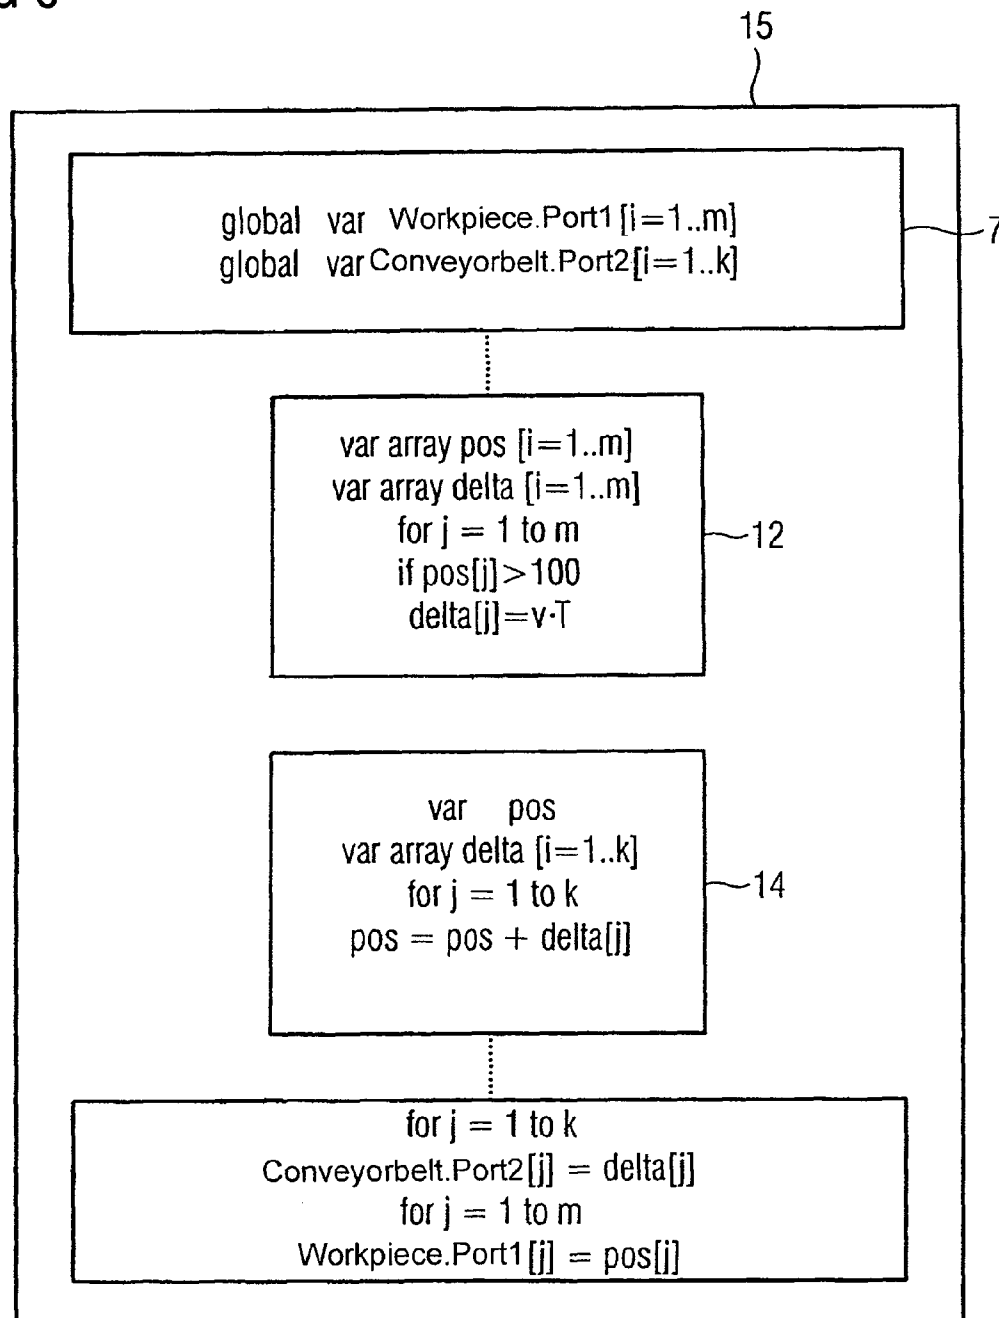 15
global var Workpiece.Port1[i=1..m]
global var Conveyorbelt.Port2[i=1..k]
7
var array pos [i=1..m]
var array delta [i=1..m]
for j = 1 to m
if pos[j]>100
delta[j]=v·T
12
var pos
var array delta [i=1..k]
for j = 1 to k
pos = pos + delta[j]
14
for j = 1 to k
Conveyorbelt.Port2[j] = delta[j]
for j = 1 to m
Workpiece.Port1[j] = pos[j]